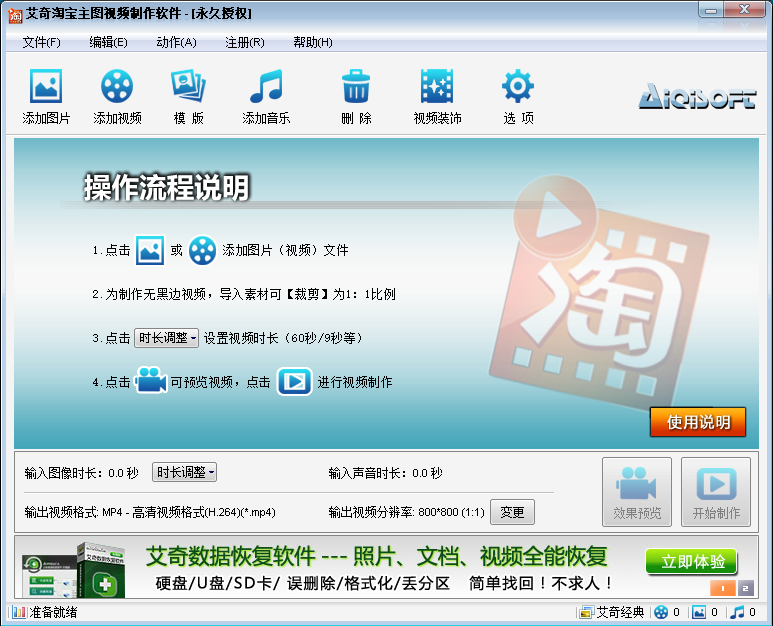 艾奇淘宝主图视频制作软件 - [永久授权]
文件(F) 编辑(E) 动作(A) 注册(R) 帮助(H)
添加图片 添加视频 模 版 添加音乐 删 除 视频装饰 选 项
AIQISOFT
操作流程说明
1.点击 或 添加图片（视频）文件
2.为制作无黑边视频，导入素材可【裁剪】为1：1比例
3.点击 时长调整 设置视频时长（60秒/9秒等）
4.点击 可预览视频，点击 进行视频制作
淘
使用说明
输入图像时长： 0.0 秒 时长调整 输入声音时长： 0.0 秒
输出视频格式: MP4 - 高清视频格式(H.264)(*.mp4) 输出视频分辨率: 800*800 (1:1) 变更
效果预览 开始制作
艾奇数据恢复软件 --- 照片、文档、视频全能恢复
硬盘/U盘/SD卡/ 误删除/格式化/丢分区 简单找回！不求人！
立即体验
1 2
准备就绪 艾奇经典 0 0 0